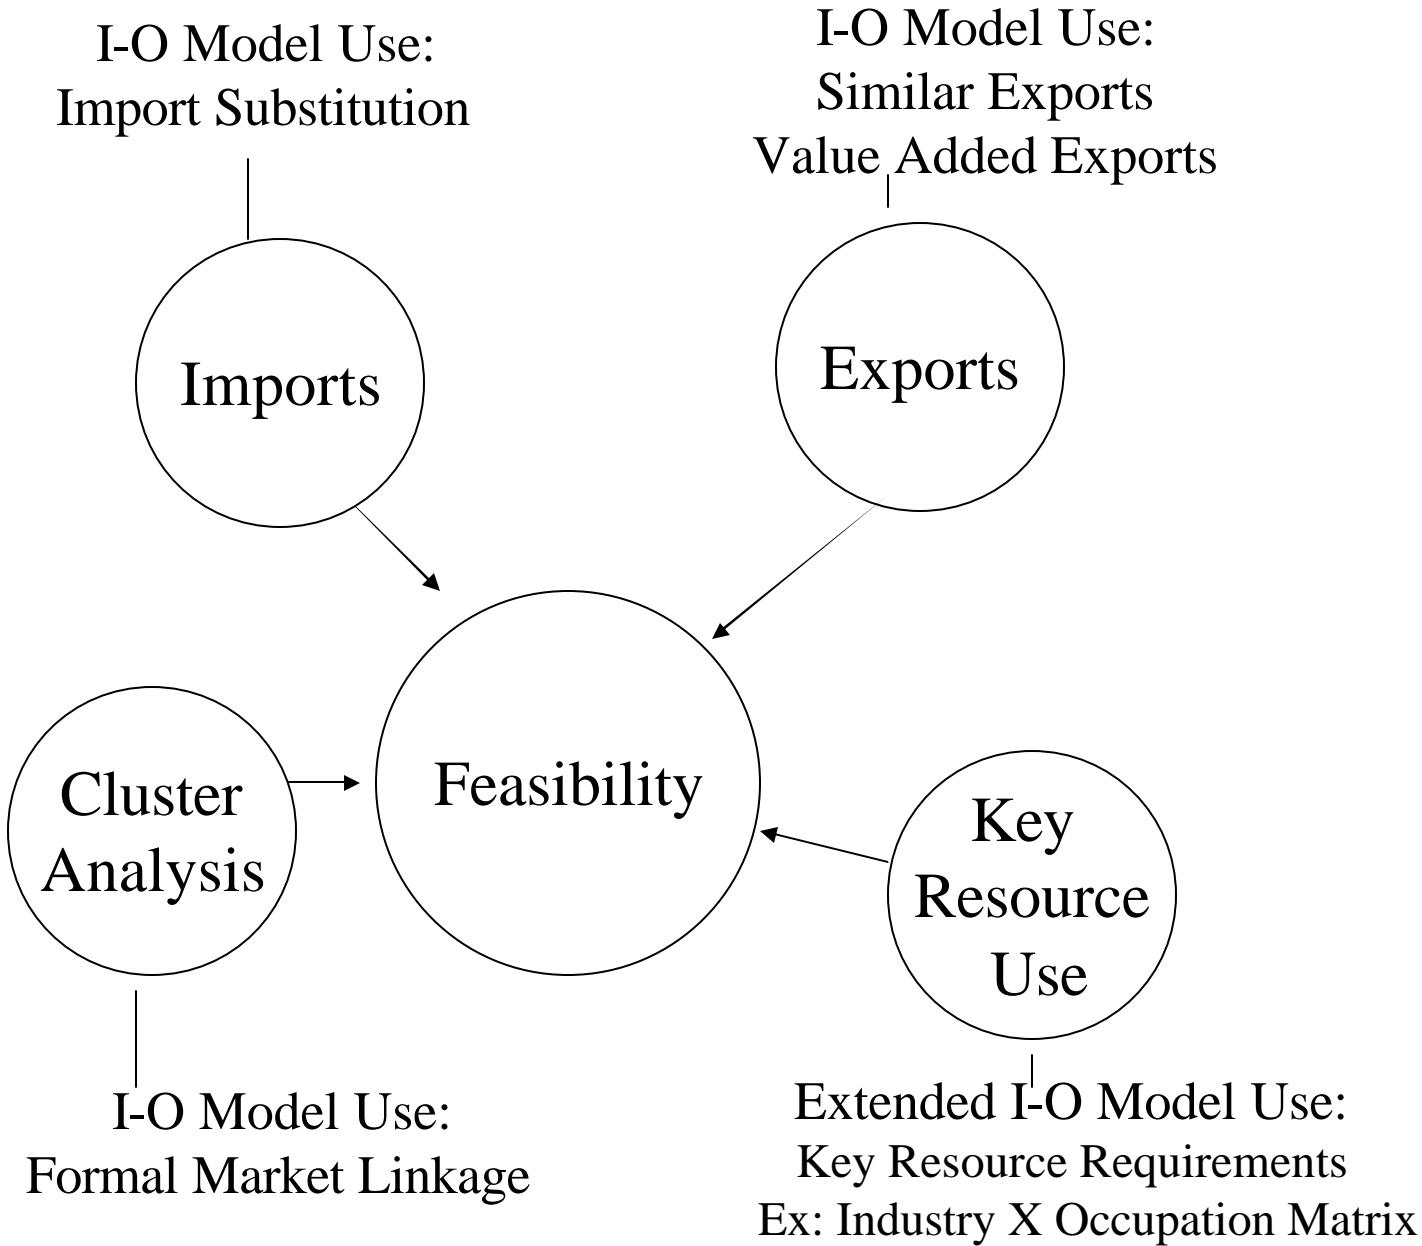 I-O Model Use:
Import Substitution
I-O Model Use:
Similar Exports
Value Added Exports
Imports
Exports
Feasibility
Cluster
Analysis
Key
Resource
Use
I-O Model Use:
Formal Market Linkage
Extended I-O Model Use:
Key Resource Requirements
Ex: Industry X Occupation Matrix